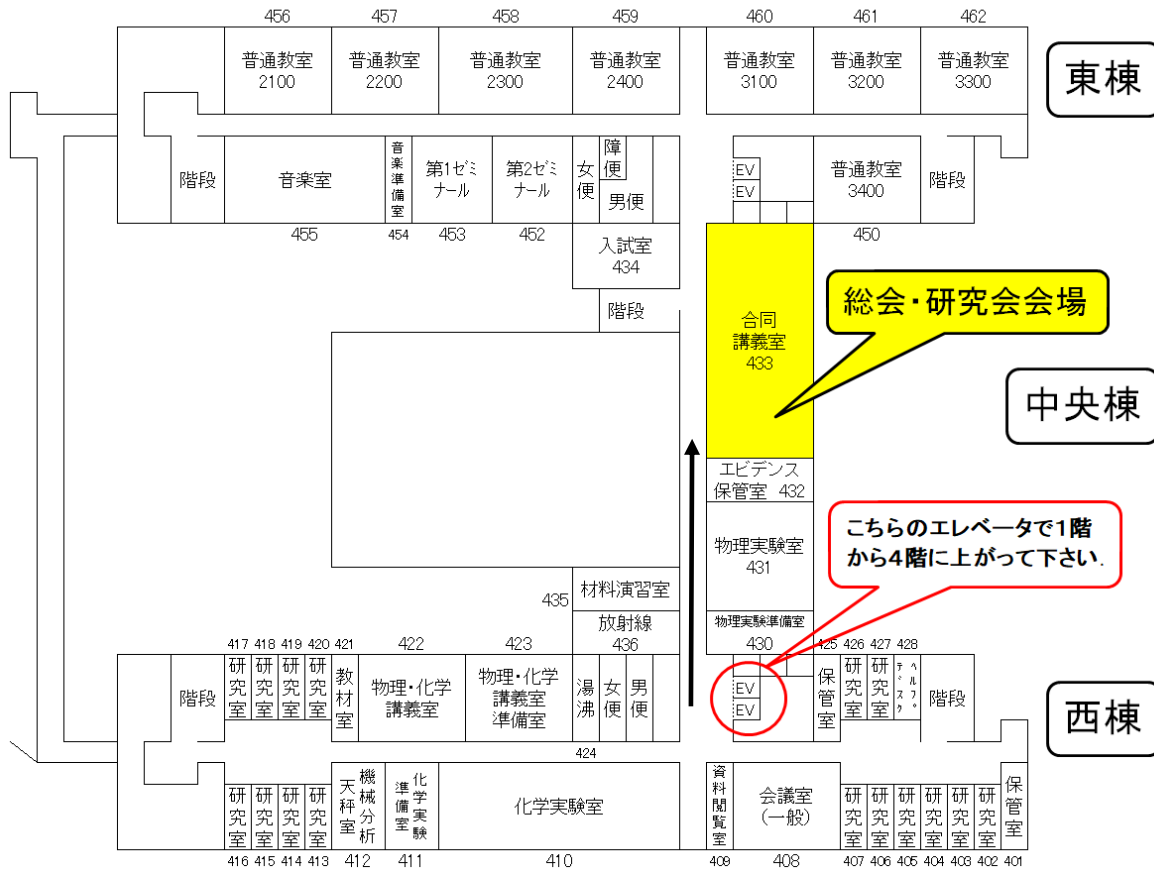 456 457 458 459 460 461 462
普通教室
2100
普通教室
2200
普通教室
2300
普通教室
2400
普通教室
3100
普通教室
3200
普通教室
3300
東棟
階段
音楽室
音楽準備室
第1ゼミ
ナール
第2ゼミ
ナール
女便
障便
男便
EV
EV
普通教室
3400
階段
455 454 453 452 450
入試室
434
階段
合同
講義室
433
総会・研究会会場
中央棟
エビデンス
保管室 432
物理実験室
431
こちらのエレベータで1階
から4階に上がって下さい.
435 材料演習室
放射線
436
物理実験準備室
430
417 418 419 420 421 422 423 425 426 427 428
階段
研究室
研究室
研究室
研究室
教材室
物理・化学
講義室
物理・化学
講義室
準備室
湯沸
女便
男便
EV
EV
保管室
研究室
研究室
ヘルプ
デスク
階段
西棟
424
研究室
研究室
研究室
研究室
機械分析
天秤室
化学実験
準備室
化学実験室
資料閲覧室
会議室
(一般)
研究室
研究室
研究室
研究室
研究室
研究室
保管室
416 415 414 413 412 411 410 409 408 407 406 405 404 403 402 401